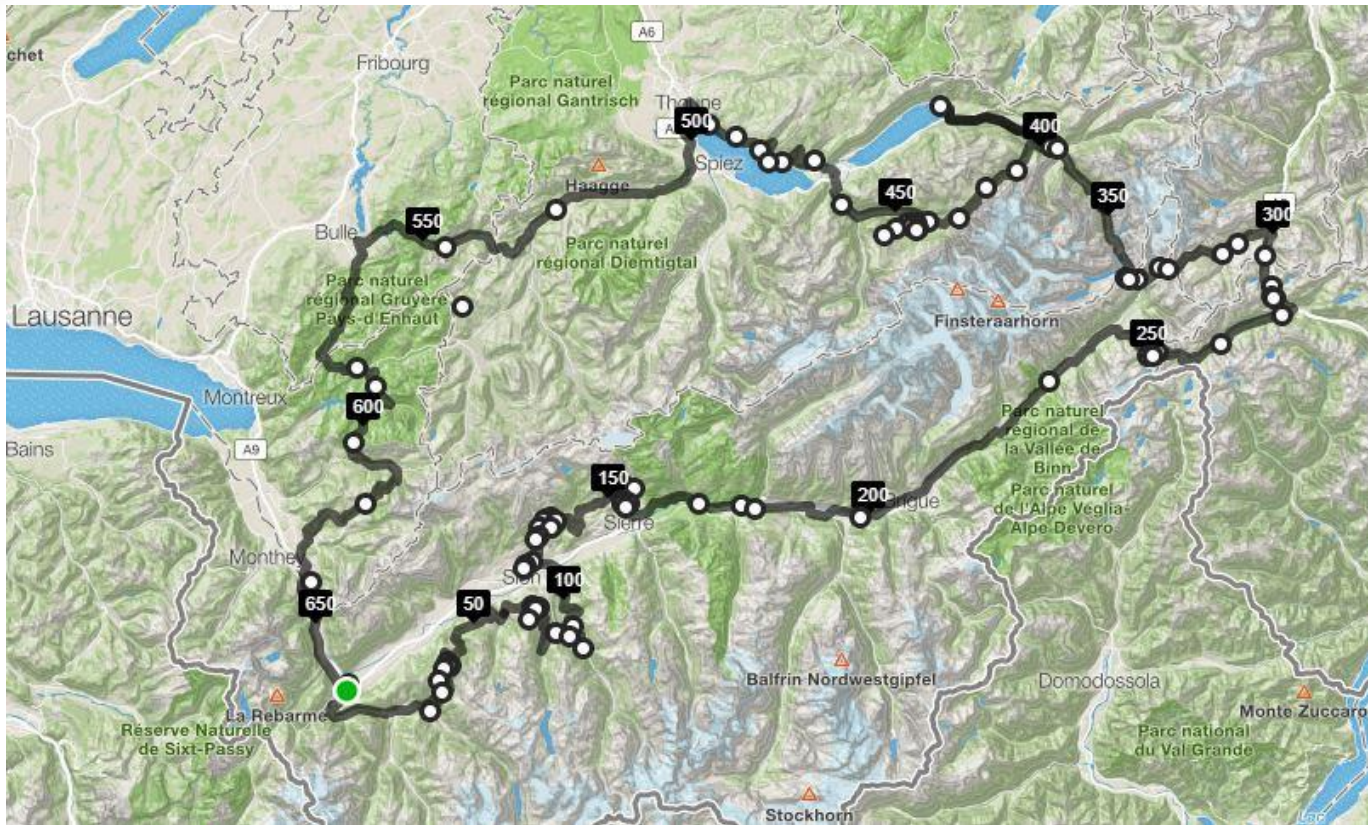 A6
chet
Fribourg
Parc naturel
régional Gantrisch
500
Spiez
400
Haagge
450
350
300
550
Bulle
Parc naturel
régional Diemtigtal
Parc naturel
régional Gruyère
Pays-d'Enhaut
Lausanne
Finsteraarhorn
250
Montreux
600
Parc naturel
régional de
la Vallée de
Binn
Parc naturel
de l'Alpe Veglia-
Alpe Devero
A9
Bains
150
Sierre
200
Monthey
Sion
100
50
650
Balfrin Nordwestgipfel
Domodossola
La Rebarme
Réserve Naturelle
de Sixt-Passy
Monte Zuccaro
Parc national
du Val Grande
Stockhorn
Lac